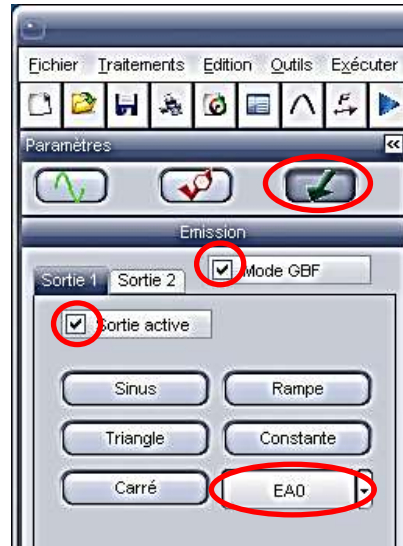 Fichier Traitements Edition Outils Exécuter
Paramètres
Emission
Mode GBF
Sortie 1 Sortie 2
Sortie active
Sinus Rampe
Triangle Constante
Carré EA0